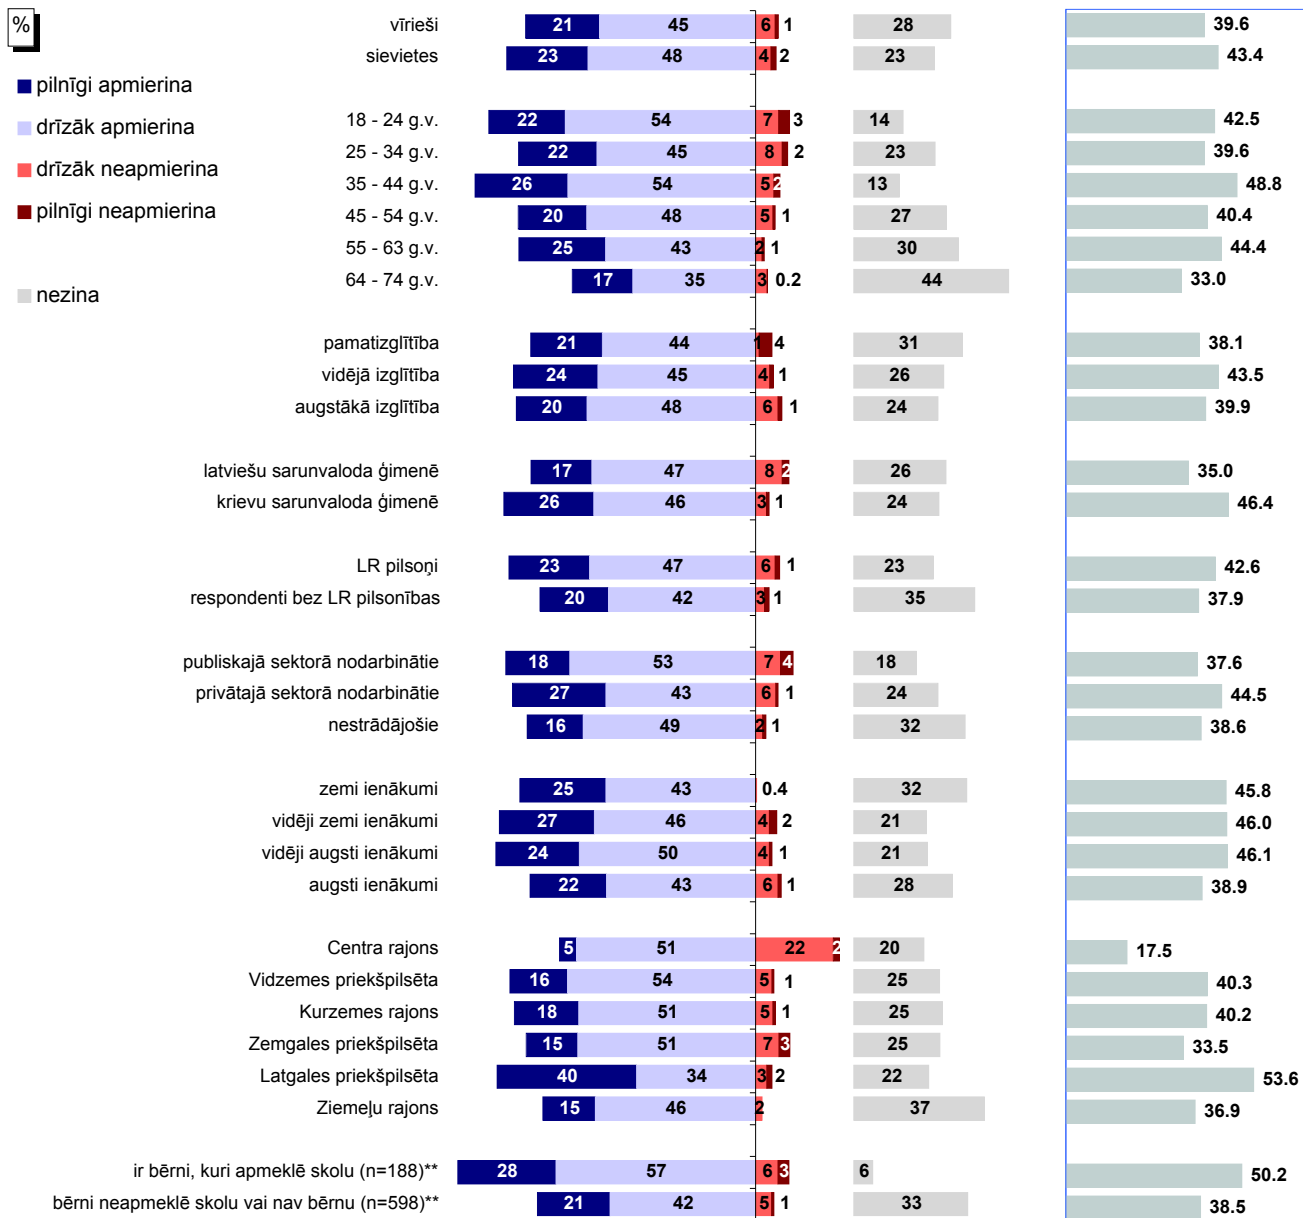 %
pilnīgi apmierina
drīzāk apmierina
drīzāk neapmierina
pilnīgi neapmierina
nezina
vīrieši 21 45 6 1 28 39.6
sievietes 23 48 4 2 23 43.4
18 - 24 g.v. 22 54 7 3 14 42.5
25 - 34 g.v. 22 45 8 2 23 39.6
35 - 44 g.v. 26 54 5 2 13 48.8
45 - 54 g.v. 20 48 5 1 27 40.4
55 - 63 g.v. 25 43 2 1 30 44.4
64 - 74 g.v. 17 35 3 0.2 44 33.0
pamatizglītība 21 44 1 4 31 38.1
vidējā izglītība 24 45 4 1 26 43.5
augstākā izglītība 20 48 6 1 24 39.9
latviešu sarunvaloda ģimenē 17 47 8 2 26 35.0
krievu sarunvaloda ģimenē 26 46 3 1 24 46.4
LR pilsoņi 23 47 6 1 23 42.6
respondenti bez LR pilsonības 20 42 3 1 35 37.9
publiskajā sektorā nodarbinātie 18 53 7 4 18 37.6
privātajā sektorā nodarbinātie 27 43 6 1 24 44.5
nestrādājošie 16 49 2 1 32 38.6
zemi ienākumi 25 43 0.4 32 45.8
vidēji zemi ienākumi 27 46 4 2 21 46.0
vidēji augsti ienākumi 24 50 4 1 21 46.1
augsti ienākumi 22 43 6 1 28 38.9
Centra rajons 5 51 22 2 20 17.5
Vidzemes priekšpilsēta 16 54 5 1 25 40.3
Kurzemes rajons 18 51 5 1 25 40.2
Zemgales priekšpilsēta 15 51 7 3 25 33.5
Latgales priekšpilsēta 40 34 3 2 22 53.6
Ziemeļu rajons 15 46 2 37 36.9
ir bērni, kuri apmeklē skolu (n=188)** 28 57 6 3 6 50.2
bērni neapmeklē skolu vai nav bērnu (n=598)** 21 42 5 1 33 38.5